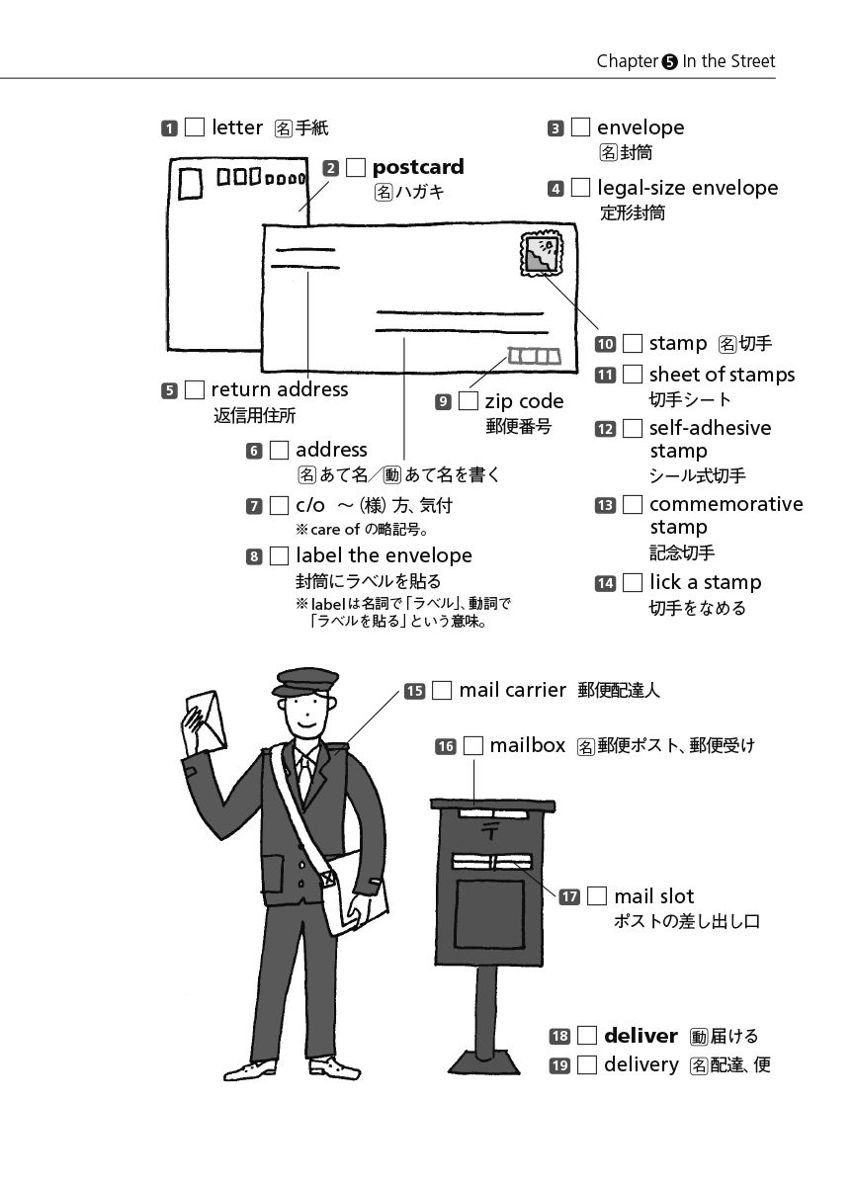 Chapter❺In the Street
1 □ letter 名手紙
2 □ postcard
名ハガキ
3 □ envelope
名封筒
4 □ legal-size envelope
定形封筒
5 □ return address
返信用住所
6 □ address
名あて名／動あて名を書く
7 □ c/o ～（様）方、気付
※care of の略記号。
8 □ label the envelope
封筒にラベルを貼る
※labelは名詞で「ラベル」、動詞で
「ラベルを貼る」という意味。
9 □ zip code
郵便番号
10 □ stamp 名切手
11 □ sheet of stamps
切手シート
12 □ self-adhesive
stamp
シール式切手
13 □ commemorative
stamp
記念切手
14 □ lick a stamp
切手をなめる
15 □ mail carrier 郵便配達人
16 □ mailbox 名郵便ポスト、郵便受け
〒
17 □ mail slot
ポストの差し出し口
18 □ deliver 動届ける
19 □ delivery 名配達、便